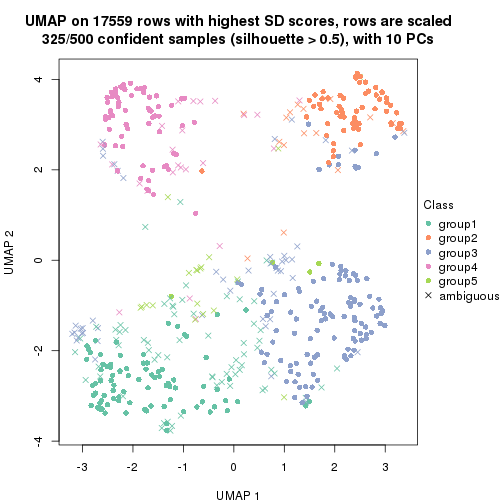 UMAP on 17559 rows with highest SD scores, rows are scaled
325/500 confident samples (silhouette > 0.5), with 10 PCs
4
2
0
-2
-4
UMAP 2
-3
-2
-1
0
1
2
3
UMAP 1
Class
group1
group2
group3
group4
group5
ambiguous